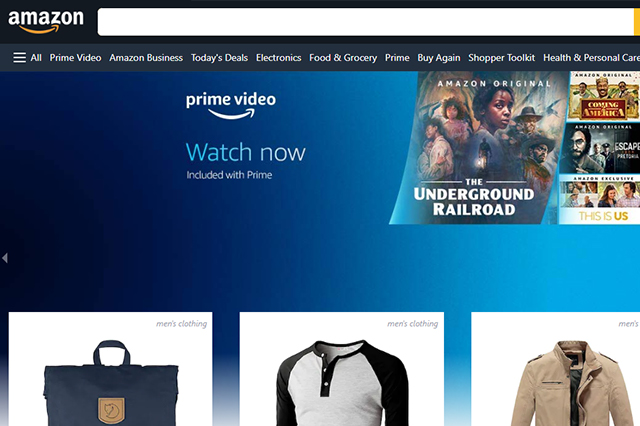 amazon
All Prime Video Amazon Business Today's Deals Electronics Food & Grocery Prime Buy Again Shopper Toolkit Health & Personal Care
prime video
Watch now
Included with Prime
AMAZON ORIGINAL
THE
UNDERGROUND
RAILROAD
AMAZON ORIGINAL
COMING
AMERICA
AMAZON ORIGINAL
ESCAPE
PRETORIA
AMAZON EXCLUSIVE
THIS IS US
men's clothing
men's clothing
men's